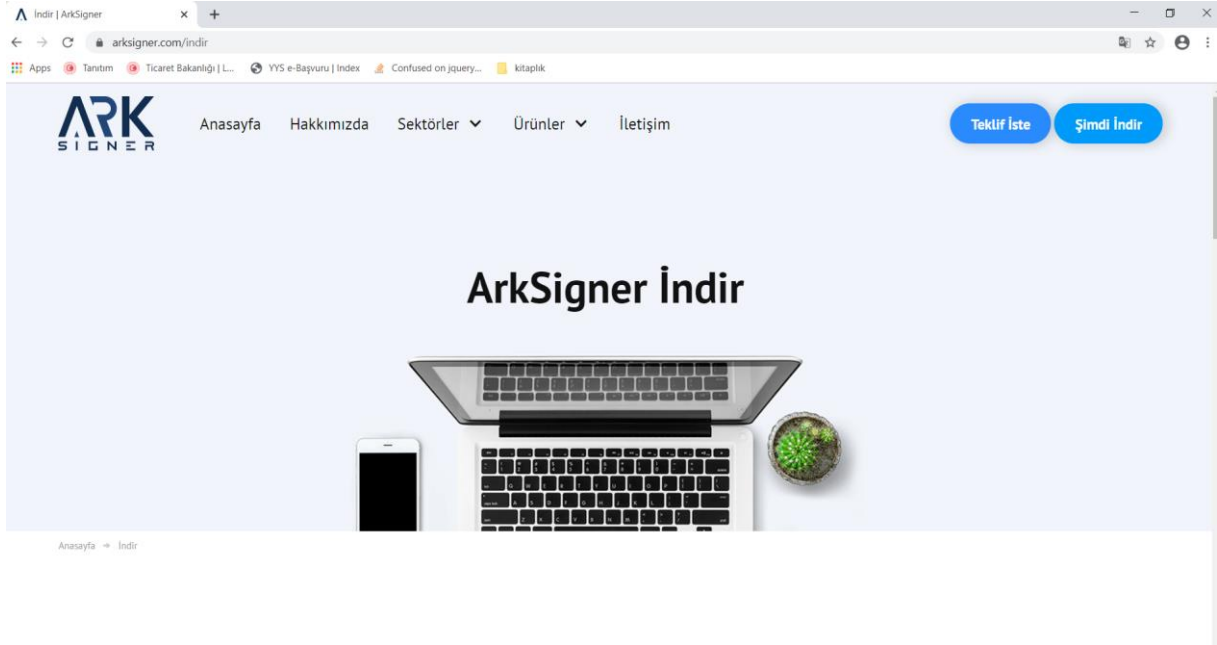 İndir | ArkSigner
arksigner.com/indir
Apps Tanıtım Ticaret Bakanlığı | L... YYS e-Başvuru | Index Confused on jquery... kitaplık
ARK
SIGNER
Anasayfa Hakkımızda Sektörler Ürünler İletişim Teklif İste Şimdi İndir
ArkSigner İndir
Anasayfa → İndir